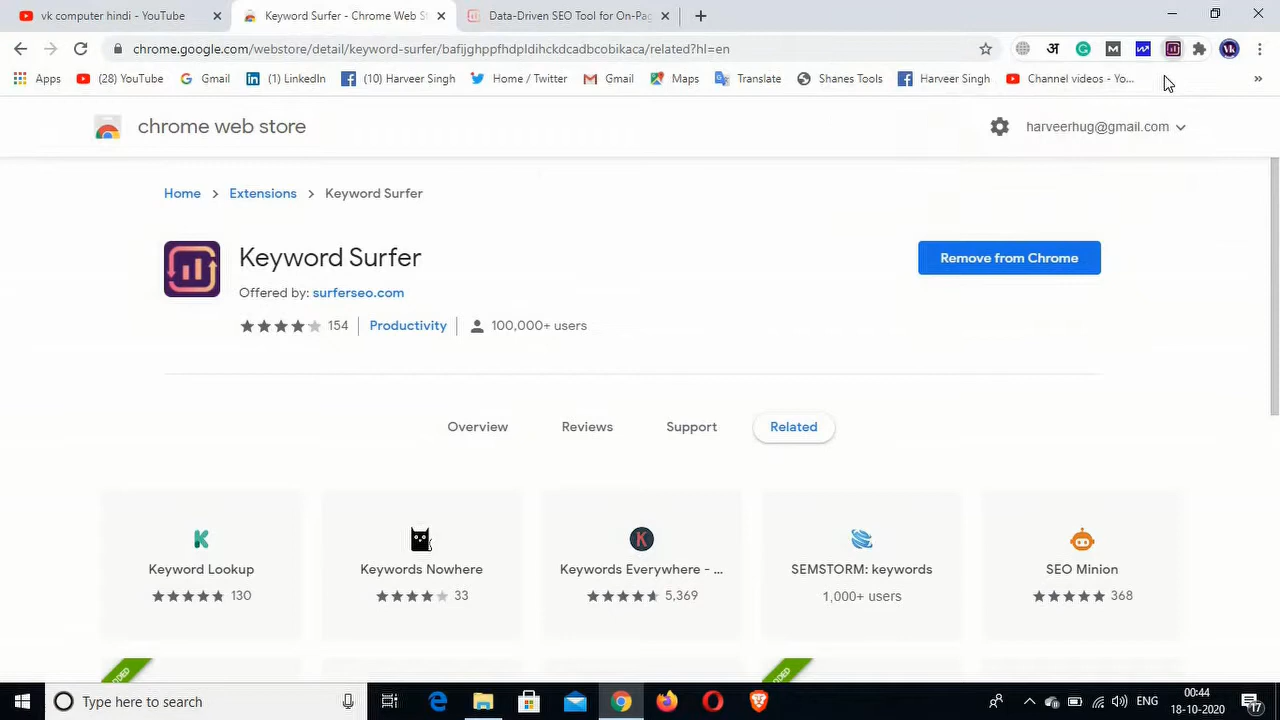 vk computer hindi - YouTube
Keyword Surfer - Chrome Web St
Data-Driven SEO Tool for On-Pag
chrome.google.com/webstore/detail/keyword-surfer/bafijghppfhdpldihckdcadbcobikaca/related?hl=en
अ
Vk
Apps
(28) YouTube
Gmail
(1) LinkedIn
(10) Harveer Singh
Home / Twitter
Gmail
Maps
Translate
Shanes Tools
Harveer Singh
Channel videos - Yo...
chrome web store
harveerhug@gmail.com
Home > Extensions > Keyword Surfer
Keyword Surfer
Remove from Chrome
Offered by: surferseo.com
154
Productivity
100,000+ users
Overview
Reviews
Support
Related
Keyword Lookup
130
Keywords Nowhere
33
Keywords Everywhere - ...
5,369
SEMSTORM: keywords
1,000+ users
SEO Minion
368
Type here to search
ENG
00:44
18-10-2020
17